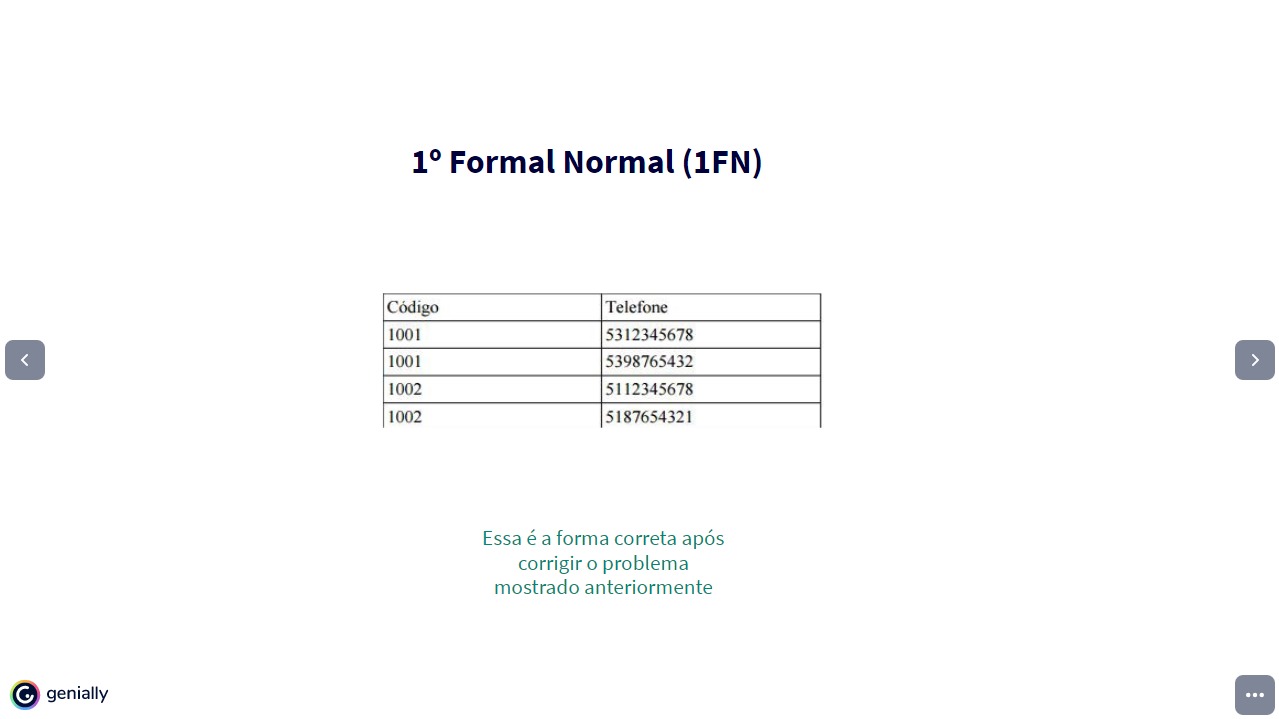 1º Formal Normal (1FN)
Código Telefone
1001 5312345678
1001 5398765432
1002 5112345678
1002 5187654321
Essa é a forma correta após
corrigir o problema
mostrado anteriormente
genially